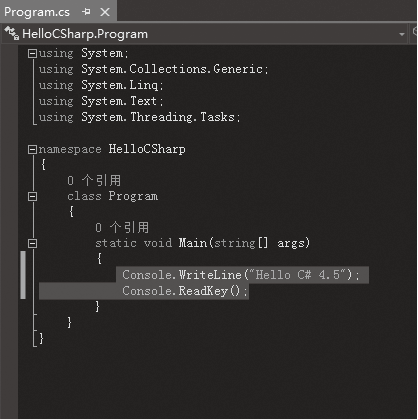 Program.cs
HelloCSharp.Program
using System;
using System.Collections.Generic;
using System.Linq;
using System.Text;
using System.Threading.Tasks;
namespace HelloCSharp
{
0 个引用
class Program
{
0 个引用
static void Main(string[] args)
{
Console.WriteLine("Hello C# 4.5");
Console.ReadKey();
}
}
}